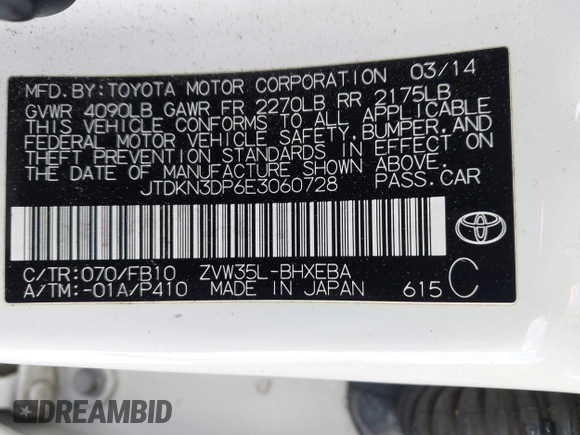 MFD.BY:TOYOTA MOTOR CORPORATION 03/14
GVWR 4090LB GAWR FR 2270LB RR 2175LB
THIS VEHICLE CONFORMS TO ALL APPLICABLE
FEDERAL MOTOR VEHICLE SAFETY,BUMPER,AND
THEFT PREVENTION STANDARDS IN EFFECT ON
THE DATE OF MANUFACTURE SHOWN ABOVE.
JTDKN3DP6E3060728 PASS.CAR
C/TR:070/FB10 ZVW35L-BHXEBA
A/TM:-01A/P410 MADE IN JAPAN 615 C
DREAMBID